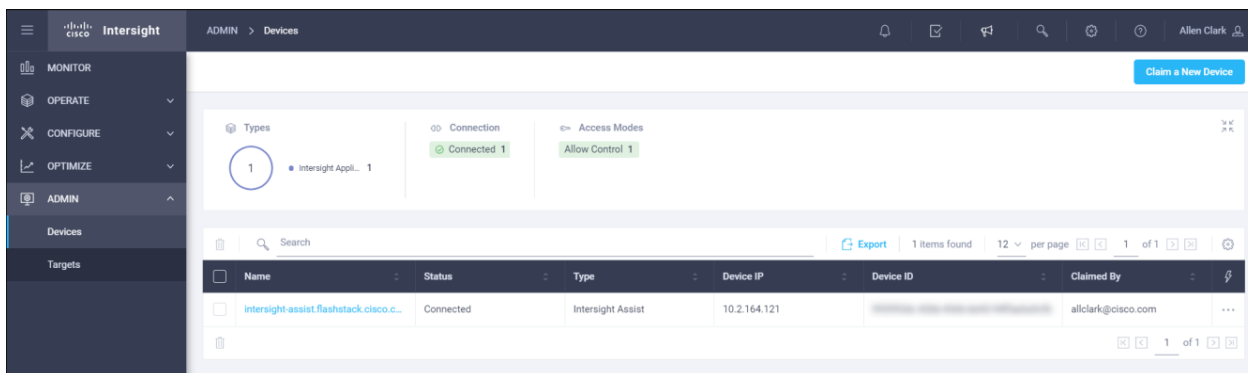 cisco Intersight
ADMIN > Devices
Allen Clark
MONITOR
OPERATE
CONFIGURE
OPTIMIZE
ADMIN
Devices
Targets
Claim a New Device
Types
1
Intersight Appli... 1
Connection
Connected 1
Access Modes
Allow Control 1
Search
Export
1 items found
12 per page
1 of 1
Name Status Type Device IP Device ID Claimed By
intersight-assist.flashstack.cisco.c... Connected Intersight Assist 10.2.164.121 allclark@cisco.com ...
1 of 1